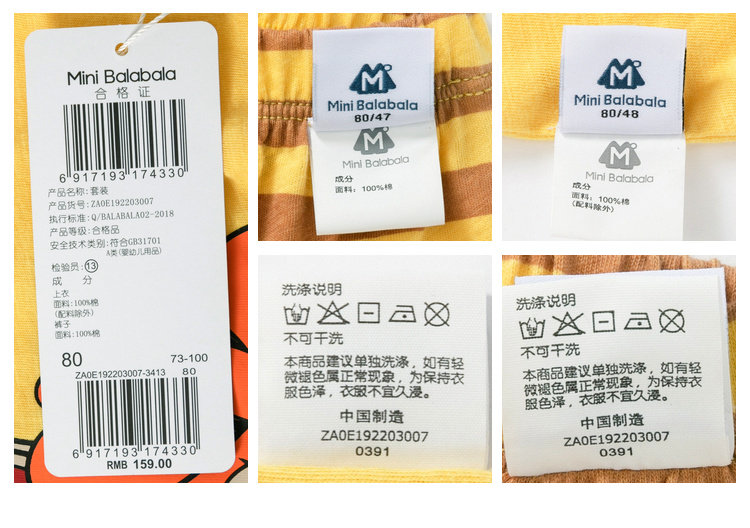 Mini Balabala
合格证
6 917193 174330
产品名称:套装
产品货号: ZA0E192203007
执行标准: Q/BALABALA02-2018
产品等级:合格品
安全技术类别:符合GB31701
A类(婴幼儿用品)
检验员: 13
成 分
上衣
面料:100%棉
(配料除外)
裤子
面料:100%棉
80 73-100
ZA0E192203007-3413 80
6 917193 174330
RMB 159.00
Mini Balabala
80/47
Mini Balabala
成分
面料: 100%棉
Mini Balabala
80/48
Mini Balabala
成分
面料: 100%棉
(配料除外)
洗涤说明
不可干洗
本商品建议单独洗涤,如有轻
微褪色属正常现象,为保持衣
服色泽,衣服不宜久浸。
中国制造
ZA0E192203007
0391
洗涤说明
不可干洗
本商品建议单独洗涤,如有轻
微褪色属正常现象,为保持衣
服色泽,衣服不宜久浸。
中国制造
ZA0E192203007
0391